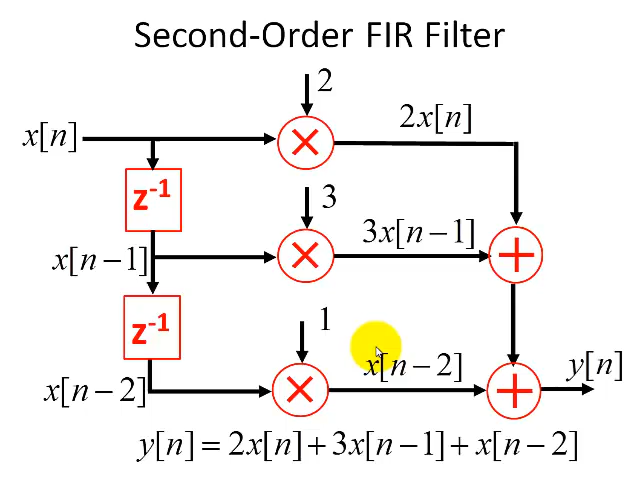 Second-Order FIR Filter
2
x[n]
2x[n]
z⁻¹
3
3x[n−1]
x[n−1]
z⁻¹
1
x[n−2]
y[n]
x[n−2]
y[n] = 2x[n]+3x[n−1]+x[n−2]